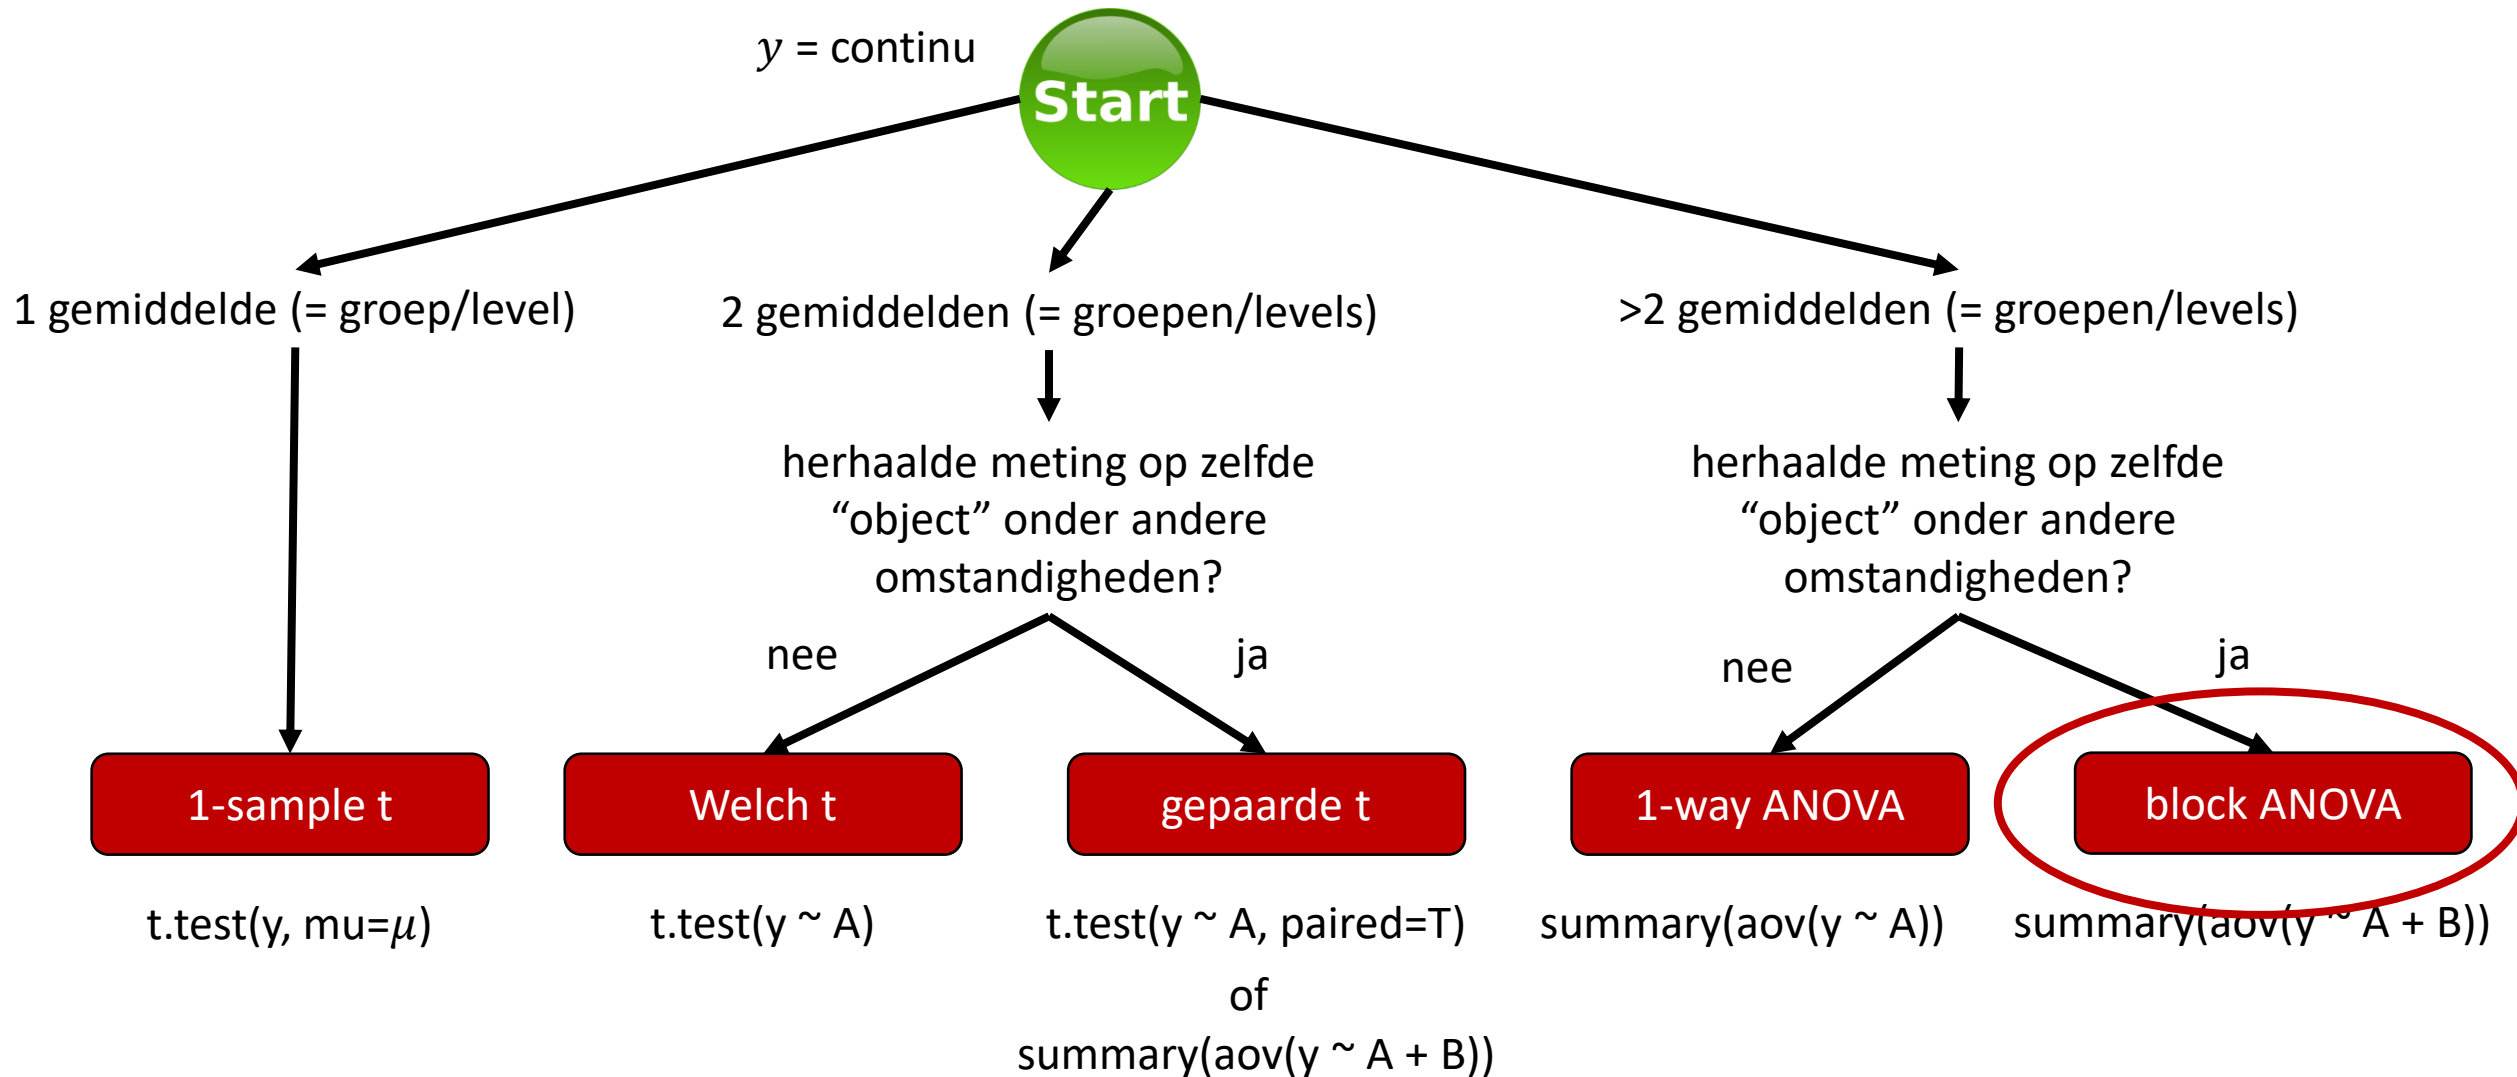 y = continu
Start
1 gemiddelde (= groep/level)
2 gemiddelden (= groepen/levels)
>2 gemiddelden (= groepen/levels)
herhaalde meting op zelfde
“object” onder andere
omstandigheden?
herhaalde meting op zelfde
“object” onder andere
omstandigheden?
nee
ja
nee
ja
1-sample t
Welch t
gepaarde t
1-way ANOVA
block ANOVA
t.test(y, mu=μ)
t.test(y ~ A)
t.test(y ~ A, paired=T)
of
summary(aov(y ~ A + B))
summary(aov(y ~ A))
summary(aov(y ~ A + B))